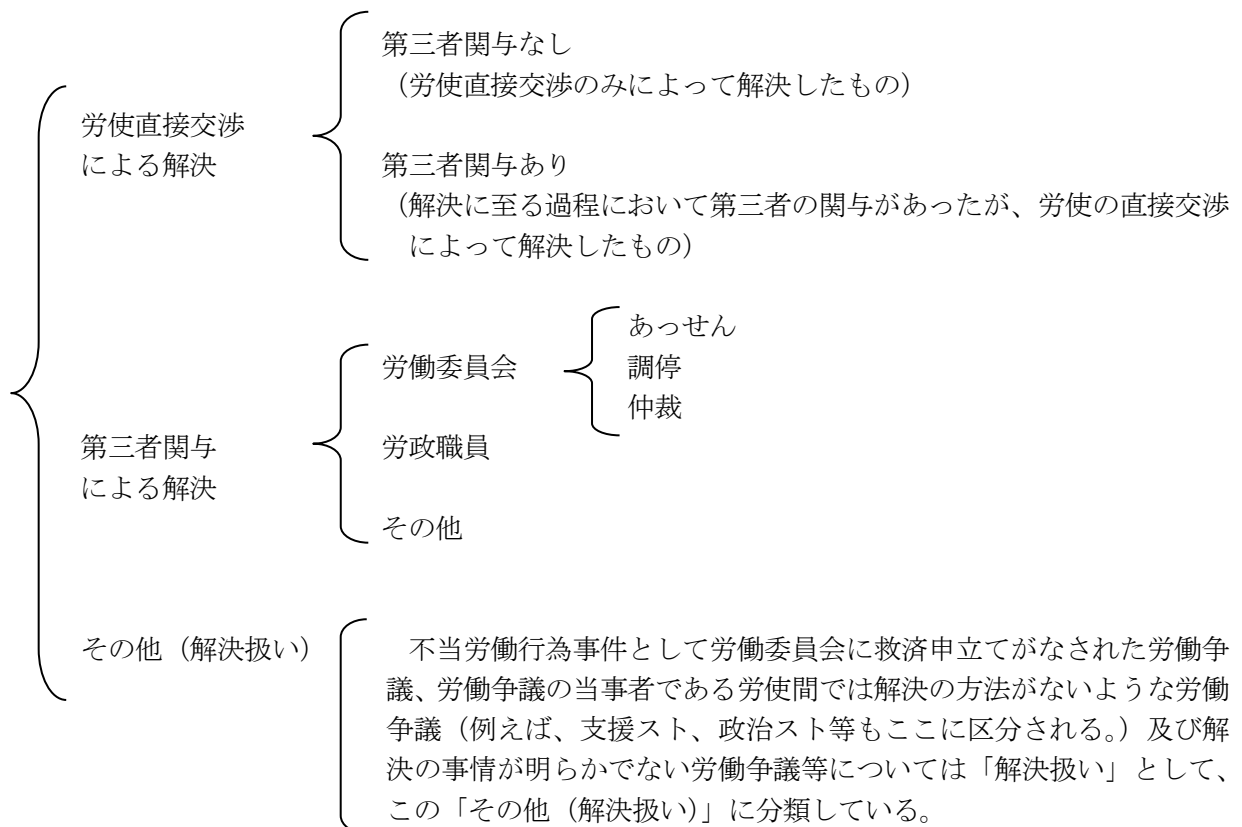 第三者関与なし
（労使直接交渉のみによって解決したもの）
労使直接交渉
による解決
第三者関与あり
（解決に至る過程において第三者の関与があったが、労使の直接交渉
によって解決したもの）
あっせん
労働委員会
調停
仲裁
第三者関与
による解決
労政職員
その他
その他（解決扱い）
不当労働行為事件として労働委員会に救済申立てがなされた労働争
議、労働争議の当事者である労使間では解決の方法がないような労働
争議（例えば、支援スト、政治スト等もここに区分される。）及び解
決の事情が明らかでない労働争議等については「解決扱い」として、
この「その他（解決扱い）」に分類している。